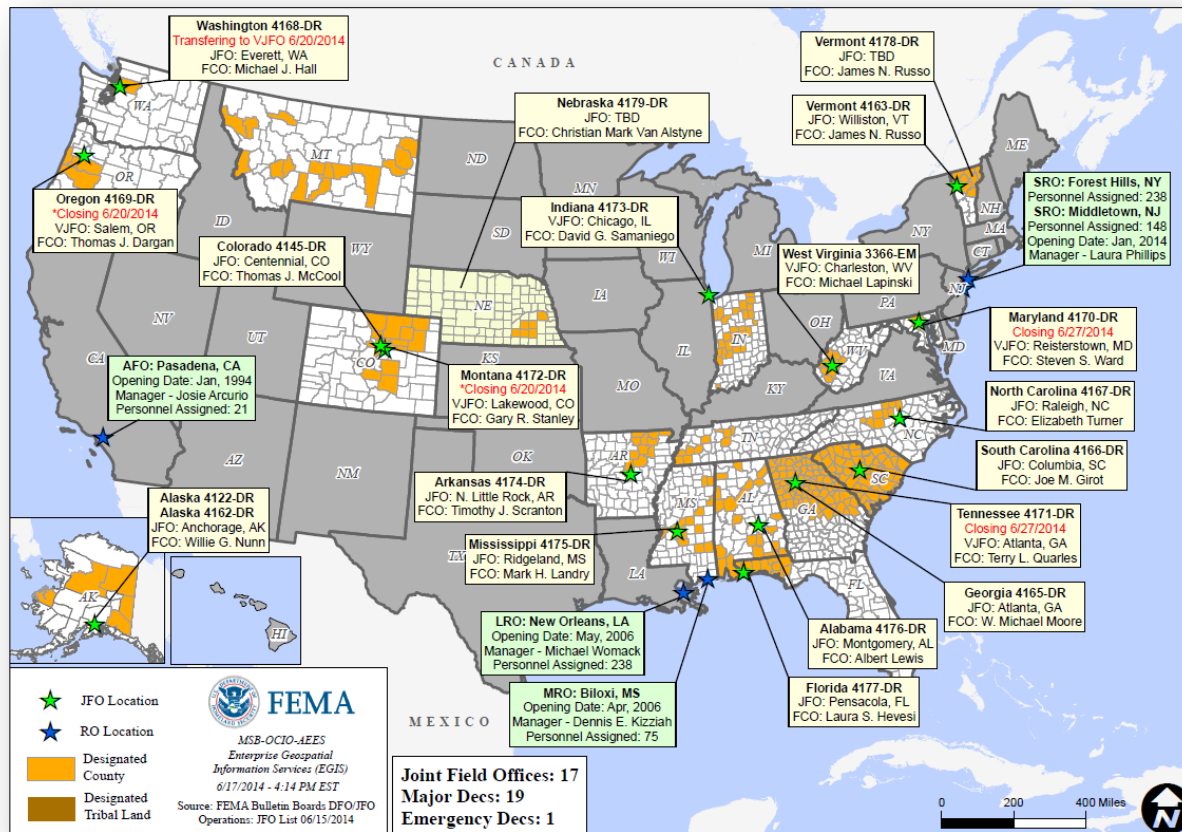 Washington 4168-DR
Transfering to VJFO 6/20/2014
JFO: Everett, WA
FCO: Michael J. Hall
CANADA
Vermont 4178-DR
JFO: TBD
FCO: James N. Russo
Vermont 4163-DR
JFO: Williston, VT
FCO: James N. Russo
Nebraska 4179-DR
JFO: TBD
FCO: Christian Mark Van Alstyne
SRO: Forest Hills, NY
Personnel Assigned: 238
SRO: Middletown, NJ
Personnel Assigned: 148
Opening Date: Jan, 2014
Manager - Laura Phillips
Oregon 4169-DR
*Closing 6/20/2014
VJFO: Salem, OR
FCO: Thomas J. Dargan
Indiana 4173-DR
VJFO: Chicago, IL
FCO: David G. Samaniego
Colorado 4145-DR
JFO: Centennial, CO
FCO: Thomas J. McCool
West Virginia 3366-EM
VJFO: Charleston, WV
FCO: Michael Lapinski
Maryland 4170-DR
Closing 6/27/2014
VJFO: Reisterstown, MD
FCO: Steven S. Ward
AFO: Pasadena, CA
Opening Date: Jan, 1994
Manager - Josie Arcurio
Personnel Assigned: 21
Montana 4172-DR
*Closing 6/20/2014
VJFO: Lakewood, CO
FCO: Gary R. Stanley
North Carolina 4167-DR
JFO: Raleigh, NC
FCO: Elizabeth Turner
South Carolina 4166-DR
JFO: Columbia, SC
FCO: Joe M. Girot
Arkansas 4174-DR
JFO: N. Little Rock, AR
FCO: Timothy J. Scranton
Alaska 4122-DR
Alaska 4162-DR
JFO: Anchorage, AK
FCO: Willie G. Nunn
Tennessee 4171-DR
Closing 6/27/2014
VJFO: Atlanta, GA
FCO: Terry L. Quarles
Mississippi 4175-DR
JFO: Ridgeland, MS
FCO: Mark H. Landry
Georgia 4165-DR
JFO: Atlanta, GA
FCO: W. Michael Moore
LRO: New Orleans, LA
Opening Date: May, 2006
Manager - Michael Womack
Personnel Assigned: 238
Alabama 4176-DR
JFO: Montgomery, AL
FCO: Albert Lewis
MRO: Biloxi, MS
Opening Date: Apr, 2006
Manager - Dennis E. Kizziah
Personnel Assigned: 75
Florida 4177-DR
JFO: Pensacola, FL
FCO: Laura S. Hevesi
WA
MT
ND
MN
ME
OR
ID
SD
WI
MI
NH
MA
NY
CT
WY
NE
IA
PA
NJ
NV
UT
IL
IN
OH
MD
CA
CO
KS
MO
WV
VA
KY
AZ
NM
OK
AR
TN
NC
SC
MS
AL
GA
TX
LA
FL
AK
HI
MEXICO
JFO Location
RO Location
Designated
County
Designated
Tribal Land
FEMA
MSB-OCIO-AEES
Enterprise Geospatial
Information Services (EGIS)
6/17/2014 - 4:14 PM EST
Source: FEMA Bulletin Boards DFO/JFO
Operations: JFO List 06/15/2014
Joint Field Offices: 17
Major Decs: 19
Emergency Decs: 1
0 200 400 Miles
N